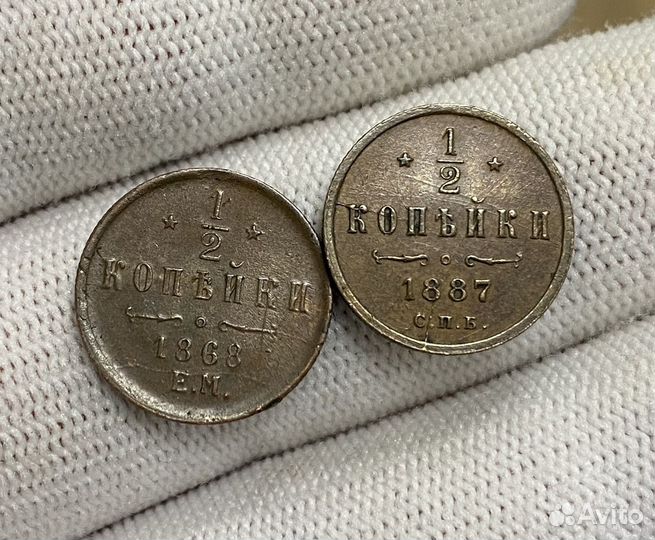 1
2
КОПѢЙКИ
1868
Е.М.
1
2
КОПѢЙКИ
1887
С.П.Б.
Avito